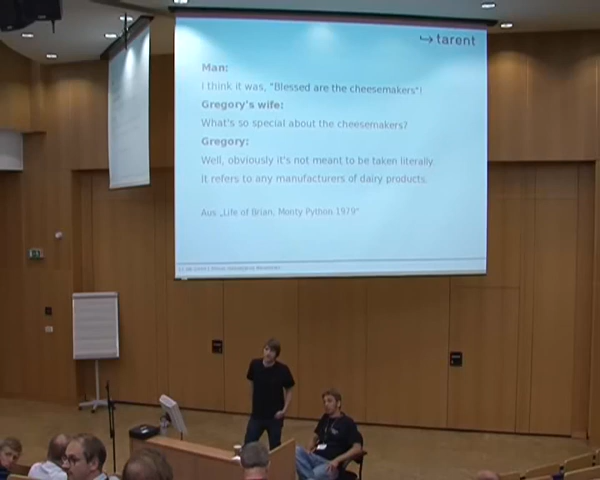 tarent
Man:
I think it was, "Blessed are the cheesemakers"!
Gregory's wife:
What's so special about the cheesemakers?
Gregory:
Well, obviously it's not meant to be taken literally.
It refers to any manufacturers of dairy products.
Aus „Life of Brian, Monty Python 1979"